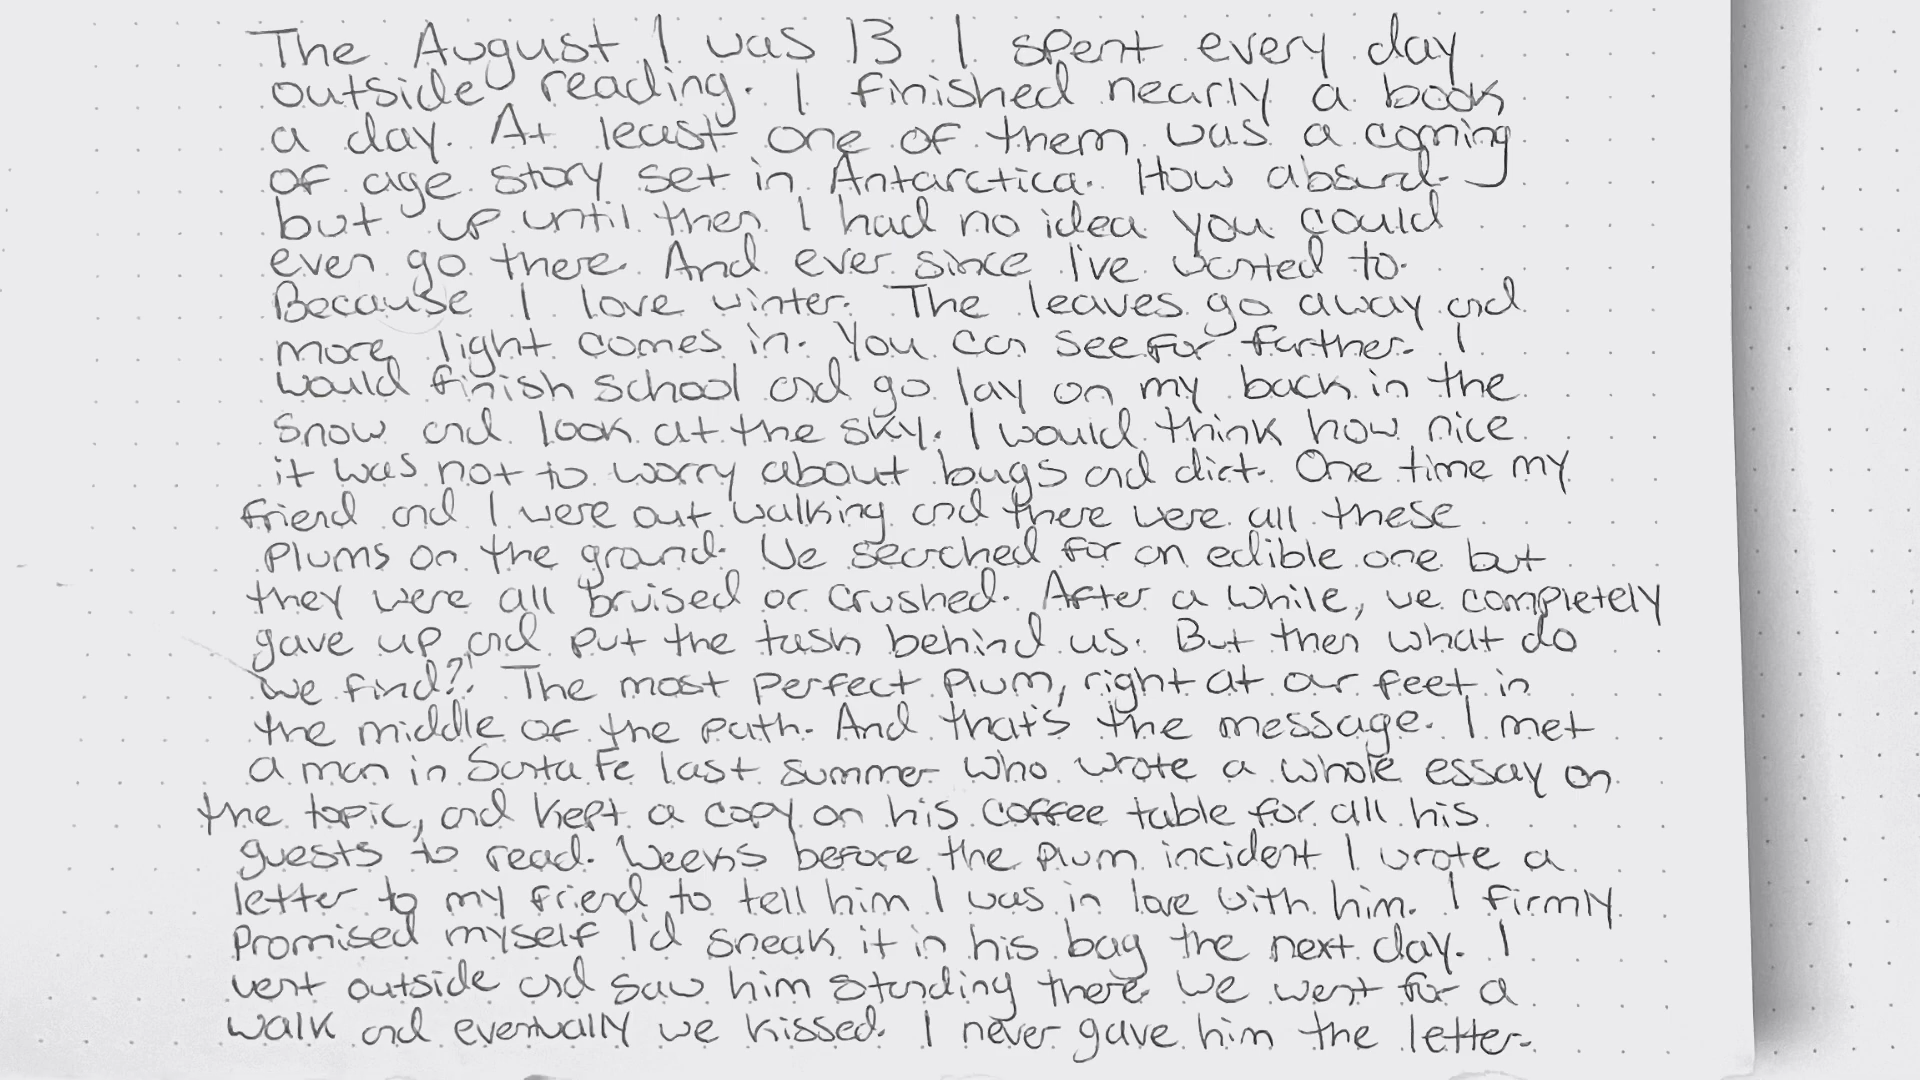 The August I was 13 I spent every day
outside reading. I finished nearly a book
a day. At least one of them was a coming
of age story set in Antarctica. How absurd.
but up until then I had no idea you could
even go there. And ever since I've wanted to.
Because I love winter. The leaves go away and
more light comes in. You can see far farther. I
would finish school and go lay on my back in the
snow and look at the sky. I would think how nice
it was not to worry about bugs and dirt. One time my
friend and I were out walking and there were all these
plums on the ground. We searched for an edible one but
they were all bruised or crushed. After a while, we completely
gave up and put the task behind us. But then what do
we find?! The most perfect plum, right at our feet in
the middle of the path. And that's the message. I met
a man in Santa Fe last summer who wrote a whole essay on
the topic, and kept a copy on his coffee table for all his
guests to read. Weeks before the plum incident I wrote a
letter to my friend to tell him I was in love with him. I firmly
promised myself I'd sneak it in his bag the next day. I
went outside and saw him standing there. We went for a
walk and eventually we kissed. I never gave him the letter.